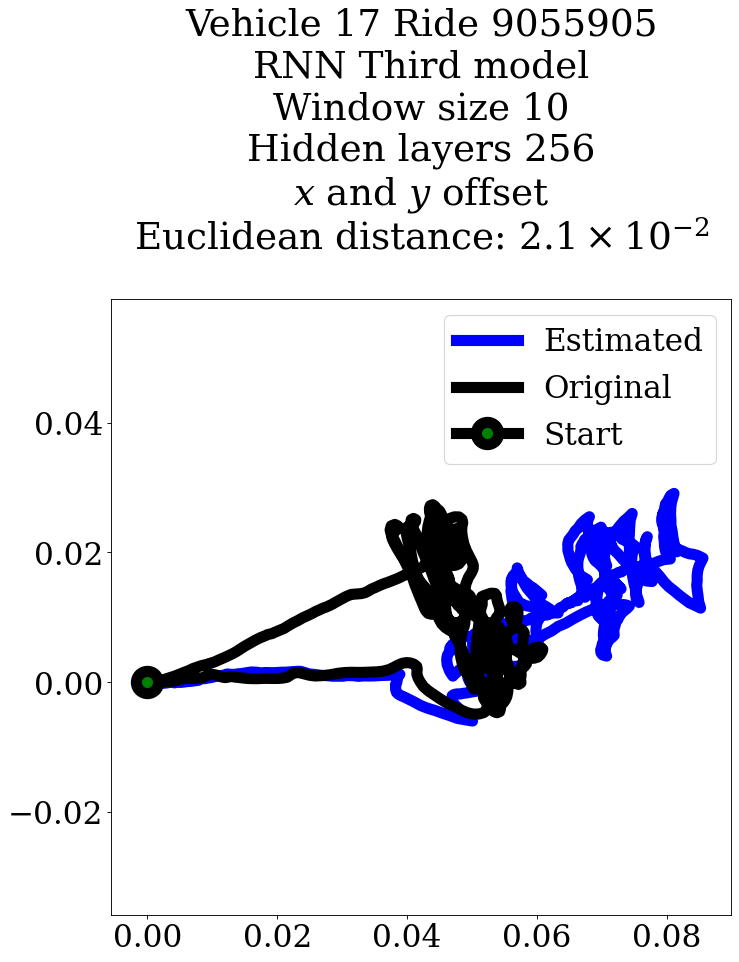 Vehicle 17 Ride 9055905
RNN Third model
Window size 10
Hidden layers 256
x and y offset
Euclidean distance: 2.1 × 10⁻²
Estimated
Original
Start
0.04
0.02
0.00
−0.02
0.00 0.02 0.04 0.06 0.08